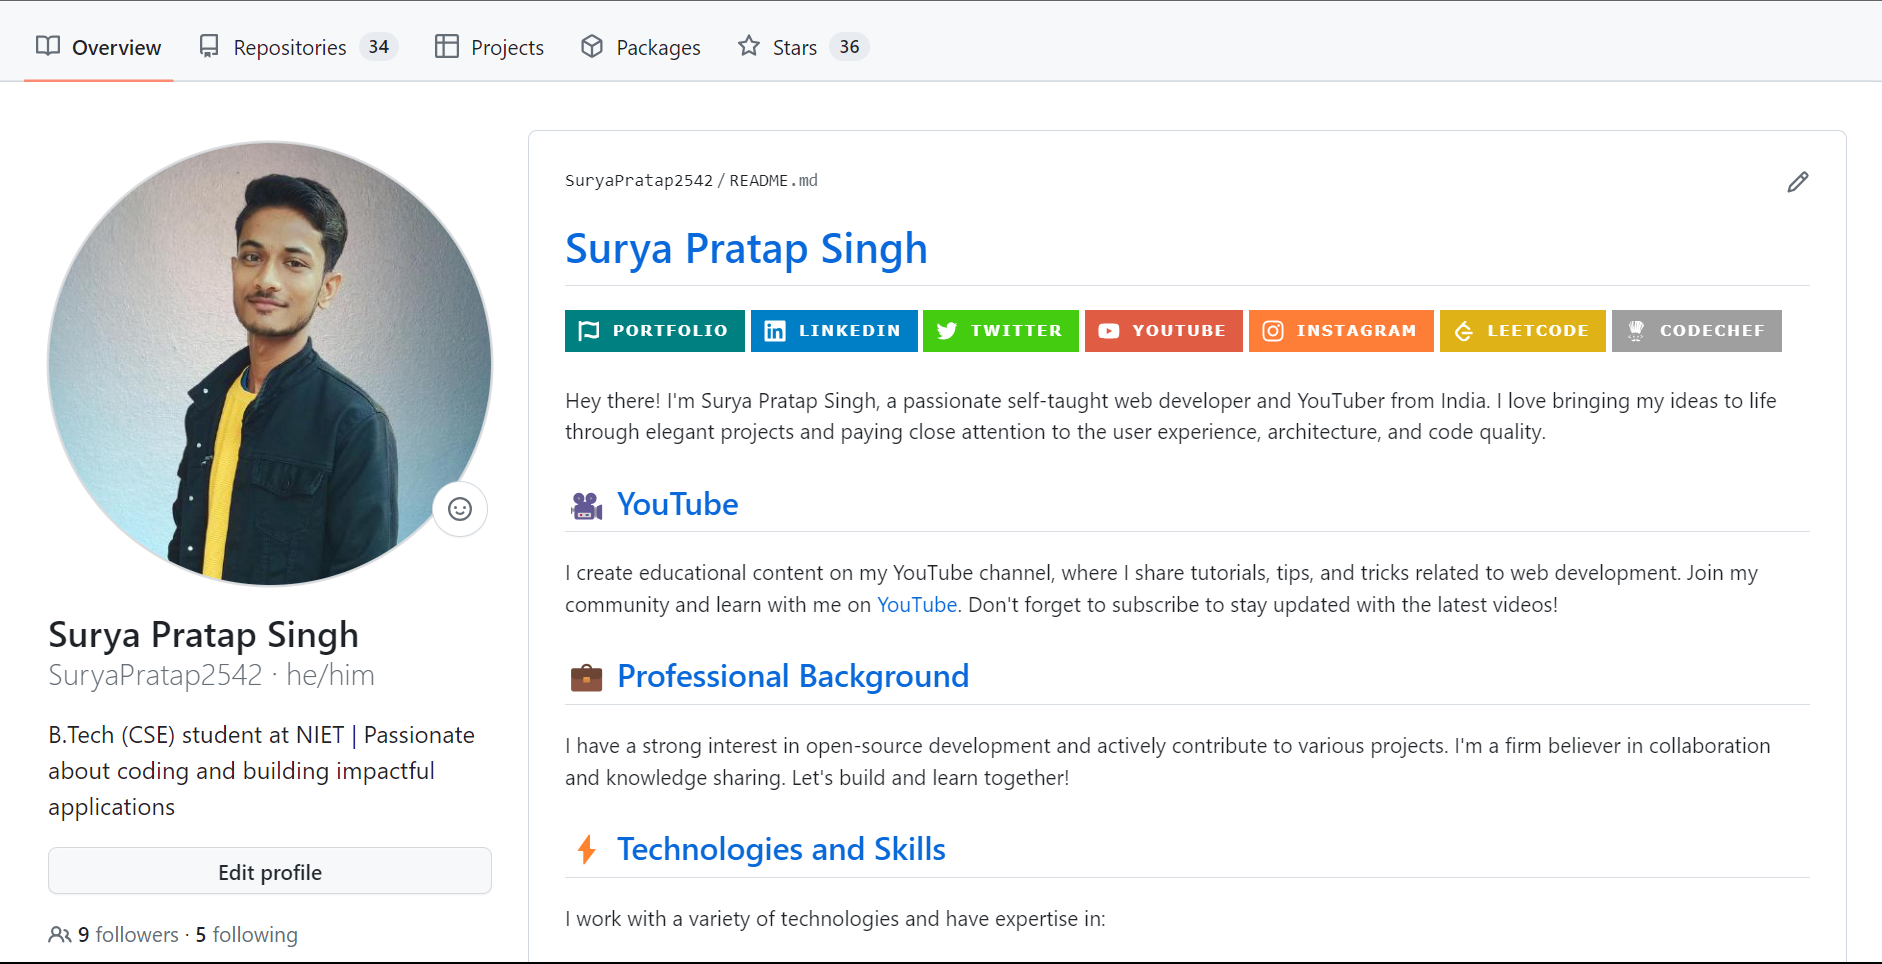 Overview Repositories 34 Projects Packages Stars 36
SuryaPratap2542 / README.md
Surya Pratap Singh
PORTFOLIO LINKEDIN TWITTER YOUTUBE INSTAGRAM LEETCODE CODECHEF
Hey there! I'm Surya Pratap Singh, a passionate self-taught web developer and YouTuber from India. I love bringing my ideas to life
through elegant projects and paying close attention to the user experience, architecture, and code quality.
YouTube
I create educational content on my YouTube channel, where I share tutorials, tips, and tricks related to web development. Join my
community and learn with me on YouTube. Don't forget to subscribe to stay updated with the latest videos!
Professional Background
I have a strong interest in open-source development and actively contribute to various projects. I'm a firm believer in collaboration
and knowledge sharing. Let's build and learn together!
Technologies and Skills
I work with a variety of technologies and have expertise in:
Surya Pratap Singh
SuryaPratap2542 · he/him
B.Tech (CSE) student at NIET | Passionate
about coding and building impactful
applications
Edit profile
9 followers · 5 following